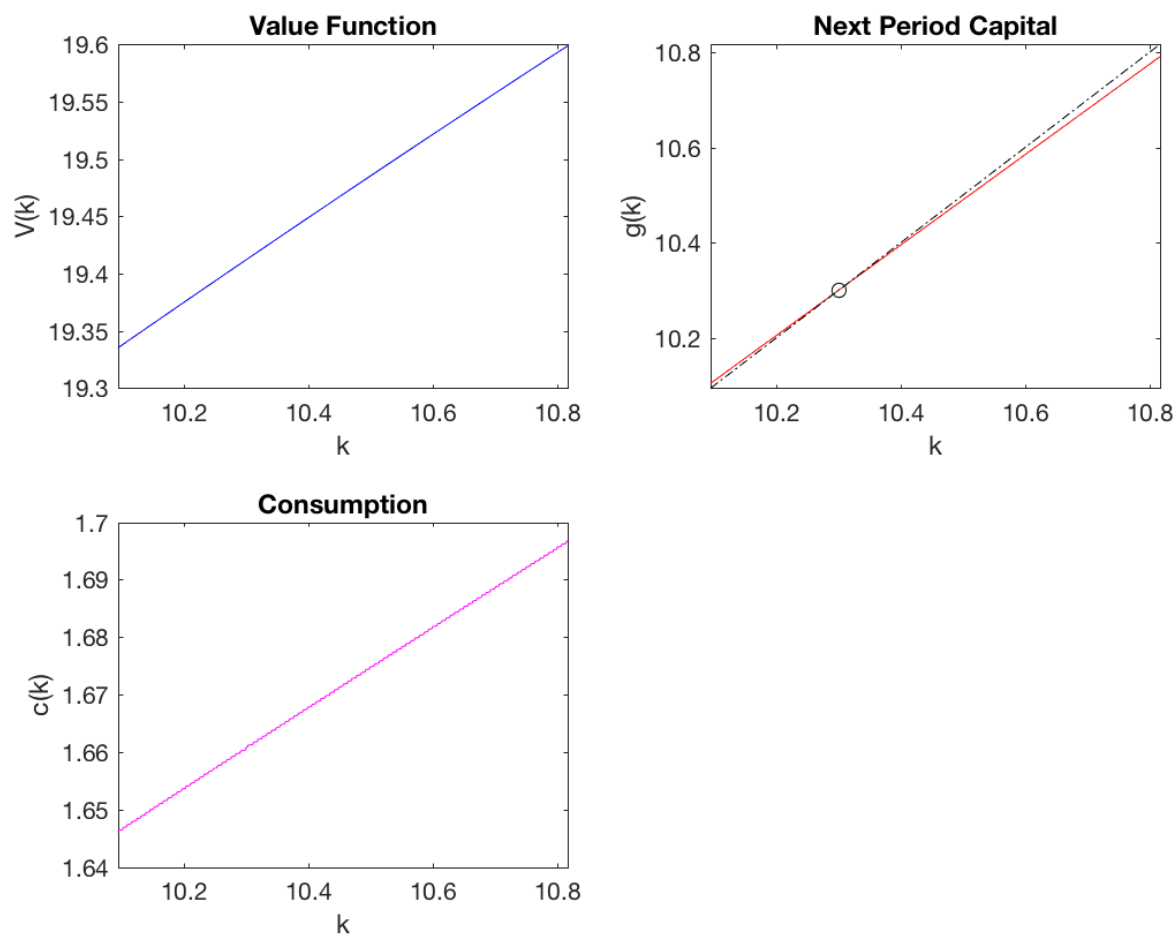 Value Function
19.6
19.55
19.5
19.45
19.4
19.35
19.3
V(k)
10.2 10.4 10.6 10.8
k
Next Period Capital
10.8
10.6
10.4
10.2
g(k)
10.2 10.4 10.6 10.8
k
Consumption
1.7
1.69
1.68
1.67
1.66
1.65
1.64
c(k)
10.2 10.4 10.6 10.8
k